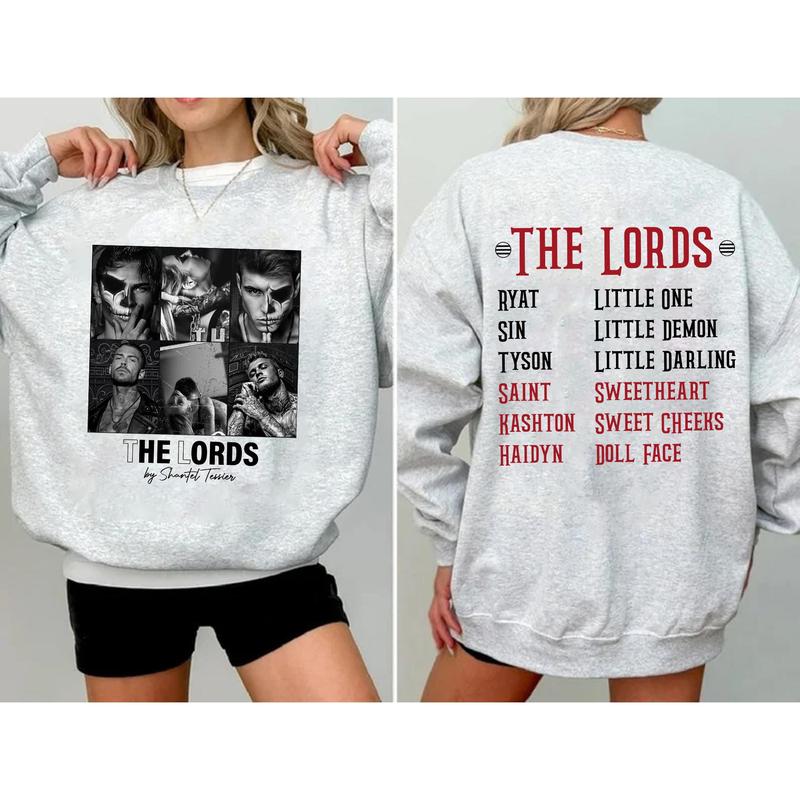 TU
THE LORDS
by Shantel Tessier
THE LORDS
RYAT LITTLE ONE
SIN LITTLE DEMON
TYSON LITTLE DARLING
SAINT SWEETHEART
KASHTON SWEET CHEEKS
HAIDYN DOLL FACE